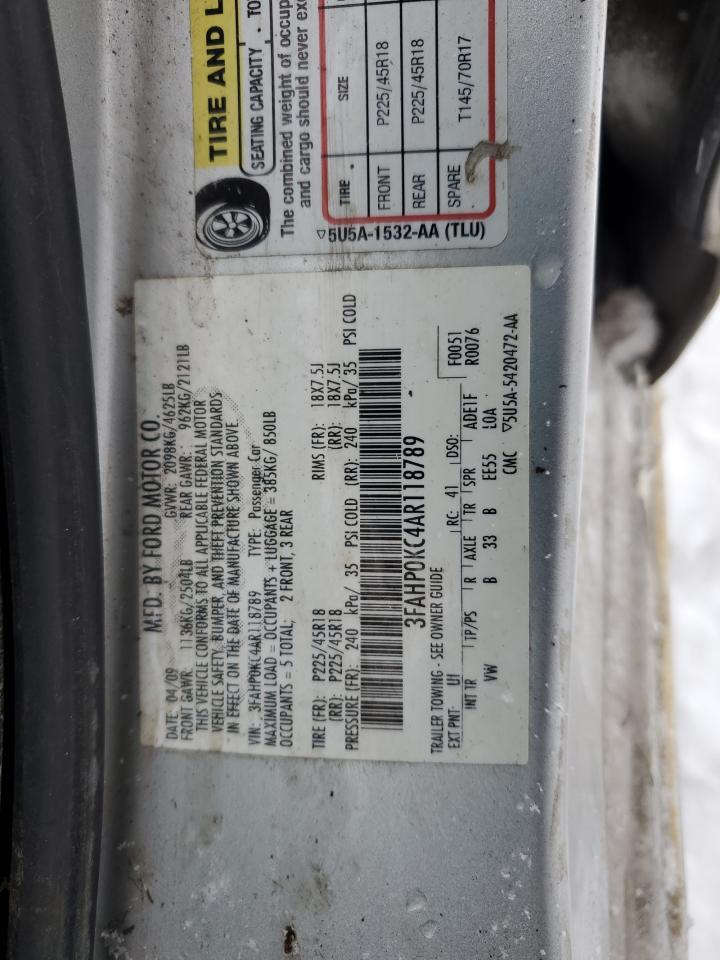 TIRE AND L
SEATING CAPACITY . TO
The combined weight of occup
and cargo should never exc
TIRE SIZE
FRONT P225/45R18
REAR P225/45R18
SPARE T145/70R17
▽5U5A-1532-AA (TLU)
MFD. BY FORD MOTOR CO.
DATE: 04/09 GVWR: 2098KG/4625LB
FRONT GAWR: 1136KG/2504LB REAR GAWR: 962KG/2121LB
THIS VEHICLE CONFORMS TO ALL APPLICABLE FEDERAL MOTOR
VEHICLE SAFETY, BUMPER, AND THEFT PREVENTION STANDARDS
IN EFFECT ON THE DATE OF MANUFACTURE SHOWN ABOVE.
VIN: 3FAHP0KC4AR118789 TYPE: Passenger Car
MAXIMUM LOAD = OCCUPANTS + LUGGAGE = 385KG/ 850LB
OCCUPANTS = 5 TOTAL; 2 FRONT, 3 REAR
TIRE (FR): P225/45R18 RIMS (FR): 18X7.5J
(RR): P225/45R18 (RR): 18X7.5J
PRESSURE (FR): 240 kPa/ 35 PSI COLD (RR): 240 kPa/ 35 PSI COLD
3FAHP0KC4AR118789
TRAILER TOWING - SEE OWNER GUIDE F0051
EXT PNT: UI RC: 41 DSO: R0076
INT TR TP/PS R AXLE TR SPR ADE1F
VW B 33 B EE55 LOA
CMC ▽5U5A-5420472-AA